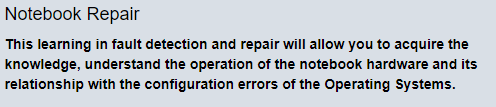 Notebook Repair
This learning in fault detection and repair will allow you to acquire the
knowledge, understand the operation of the notebook hardware and its
relationship with the configuration errors of the Operating Systems.